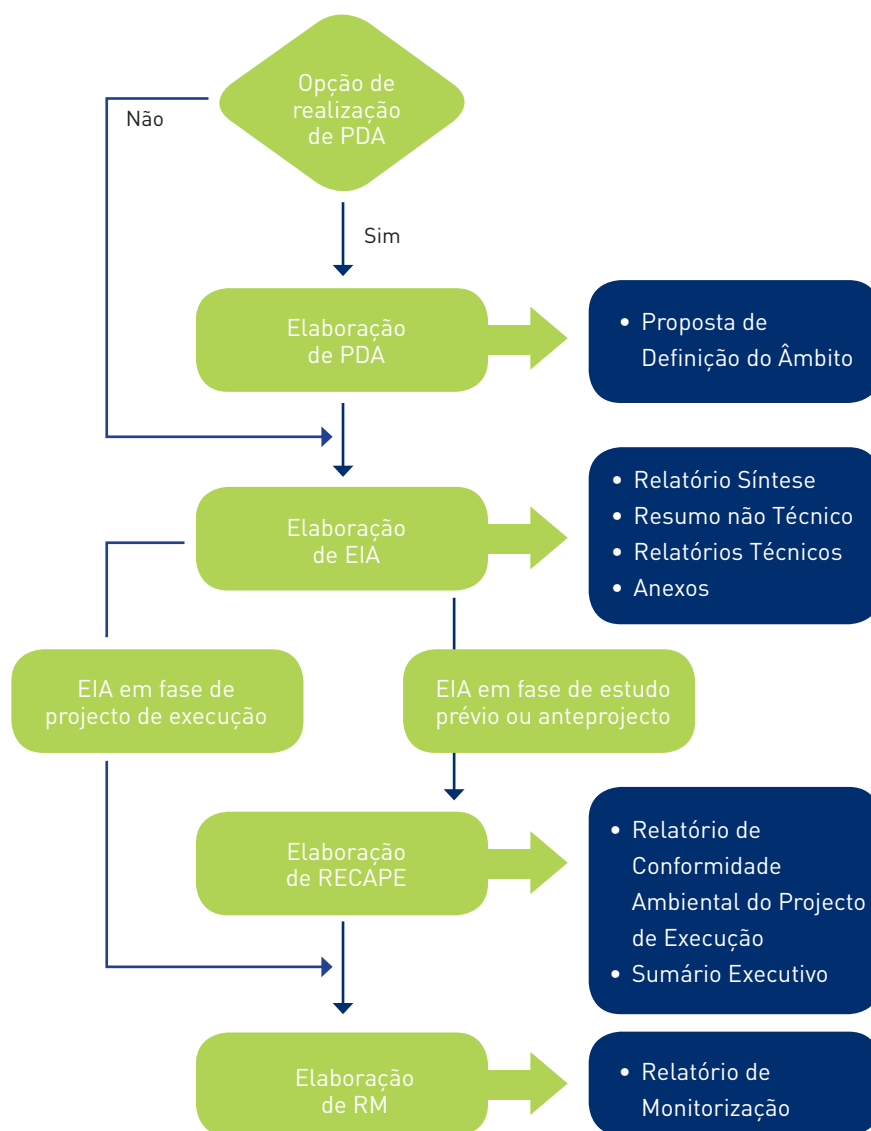 Opção de
realização
de PDA
Não
Sim
Elaboração
de PDA
• Proposta de
Definição do Âmbito
Elaboração
de EIA
• Relatório Síntese
• Resumo não Técnico
• Relatórios Técnicos
• Anexos
EIA em fase de
projecto de execução
EIA em fase de estudo
prévio ou anteprojecto
Elaboração
de RECAPE
• Relatório de
Conformidade
Ambiental do Projecto
de Execução
• Sumário Executivo
Elaboração
de RM
• Relatório de
Monitorização